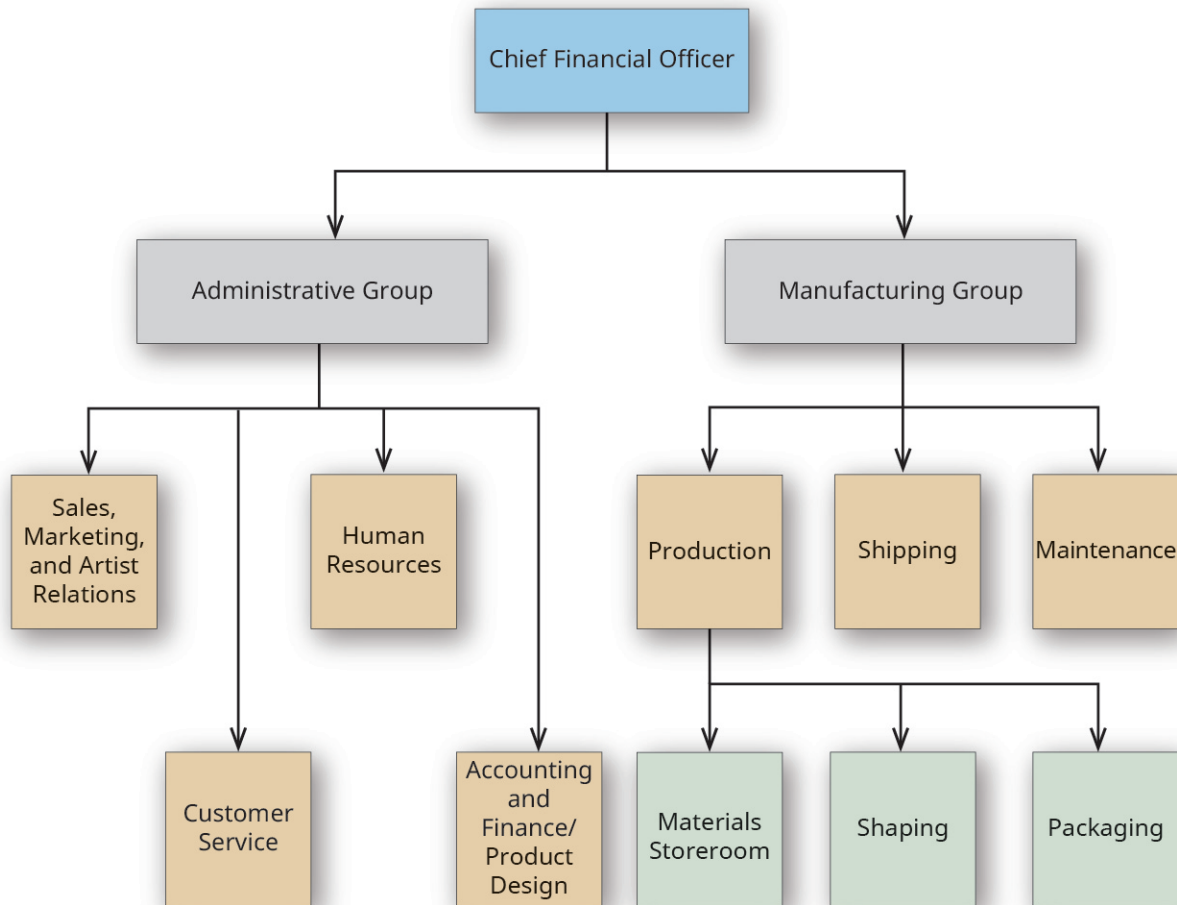 Chief Financial Officer
Administrative Group
Manufacturing Group
Sales,
Marketing,
and Artist
Relations
Human
Resources
Production
Shipping
Maintenance
Customer
Service
Accounting
and
Finance/
Product
Design
Materials
Storeroom
Shaping
Packaging